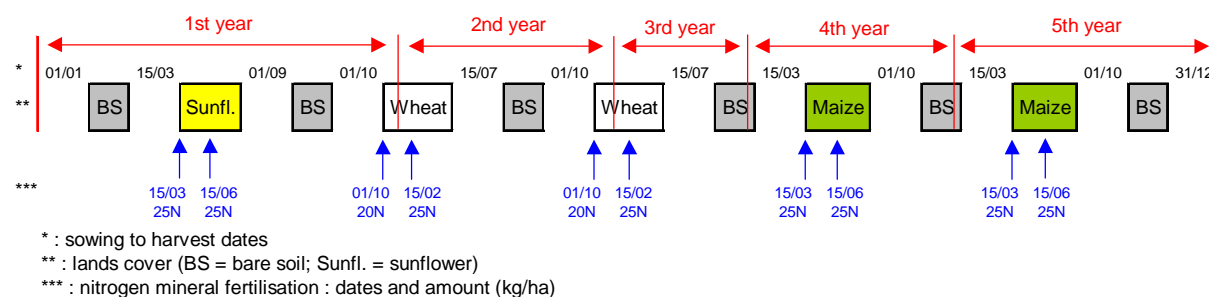 1st year 2nd year 3rd year 4th year 5th year
* 01/01 15/03 01/09 01/10 15/07 01/10 15/07 15/03 01/10 15/03 01/10 31/12
** BS Sunfl. BS Wheat BS Wheat BS Maize BS Maize BS
*** 15/03 15/06 01/10 15/02 01/10 15/02 15/03 15/06 15/03 15/06
25N 25N 20N 25N 20N 25N 25N 25N 25N 25N
* : sowing to harvest dates
** : lands cover (BS = bare soil; Sunfl. = sunflower)
*** : nitrogen mineral fertilisation : dates and amount (kg/ha)